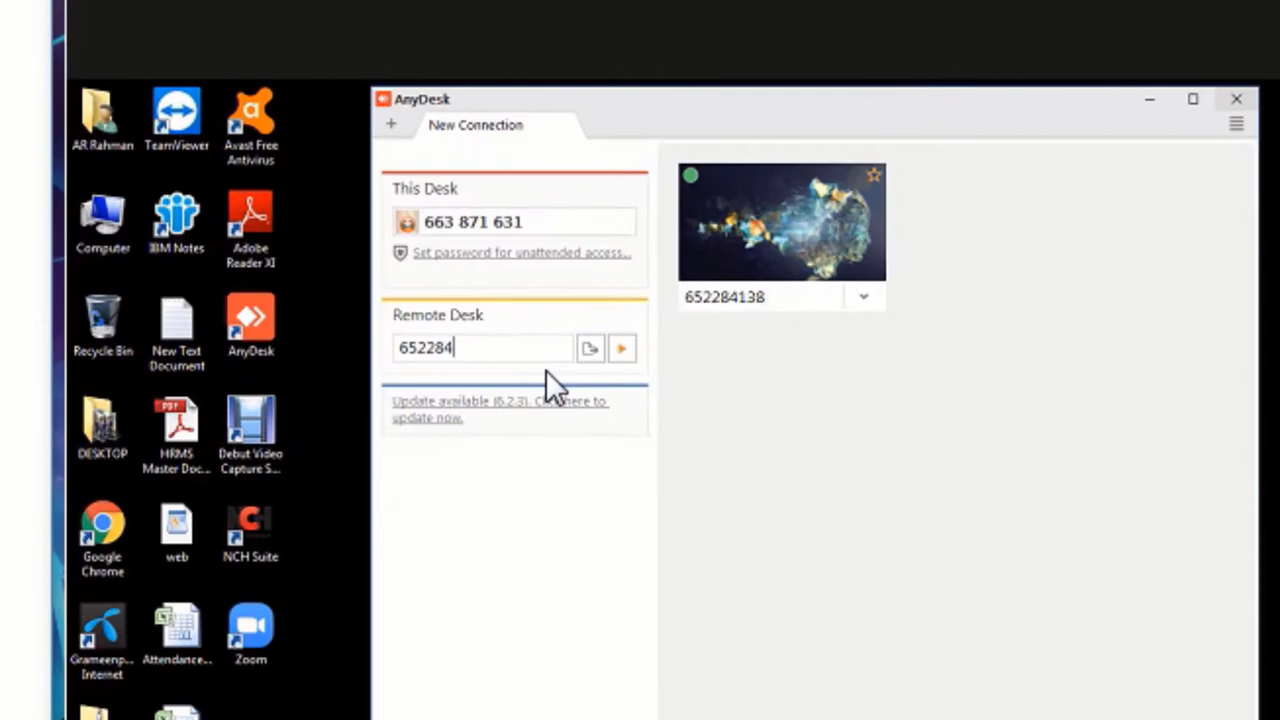 AR Rahman
TeamViewer
Avast Free
Antivirus
Computer
IBM Notes
Adobe
Reader XI
Recycle Bin
New Text
Document
AnyDesk
DESKTOP
PDF
HRMS
Master Doc...
Debut Video
Capture S...
Google
Chrome
web
NCH Suite
Grameenp...
Internet
Attendance...
Zoom
AnyDesk
New Connection
This Desk
663 871 631
Set password for unattended access...
Remote Desk
652284
Update available (6.2.3). here to
update now.
652284138